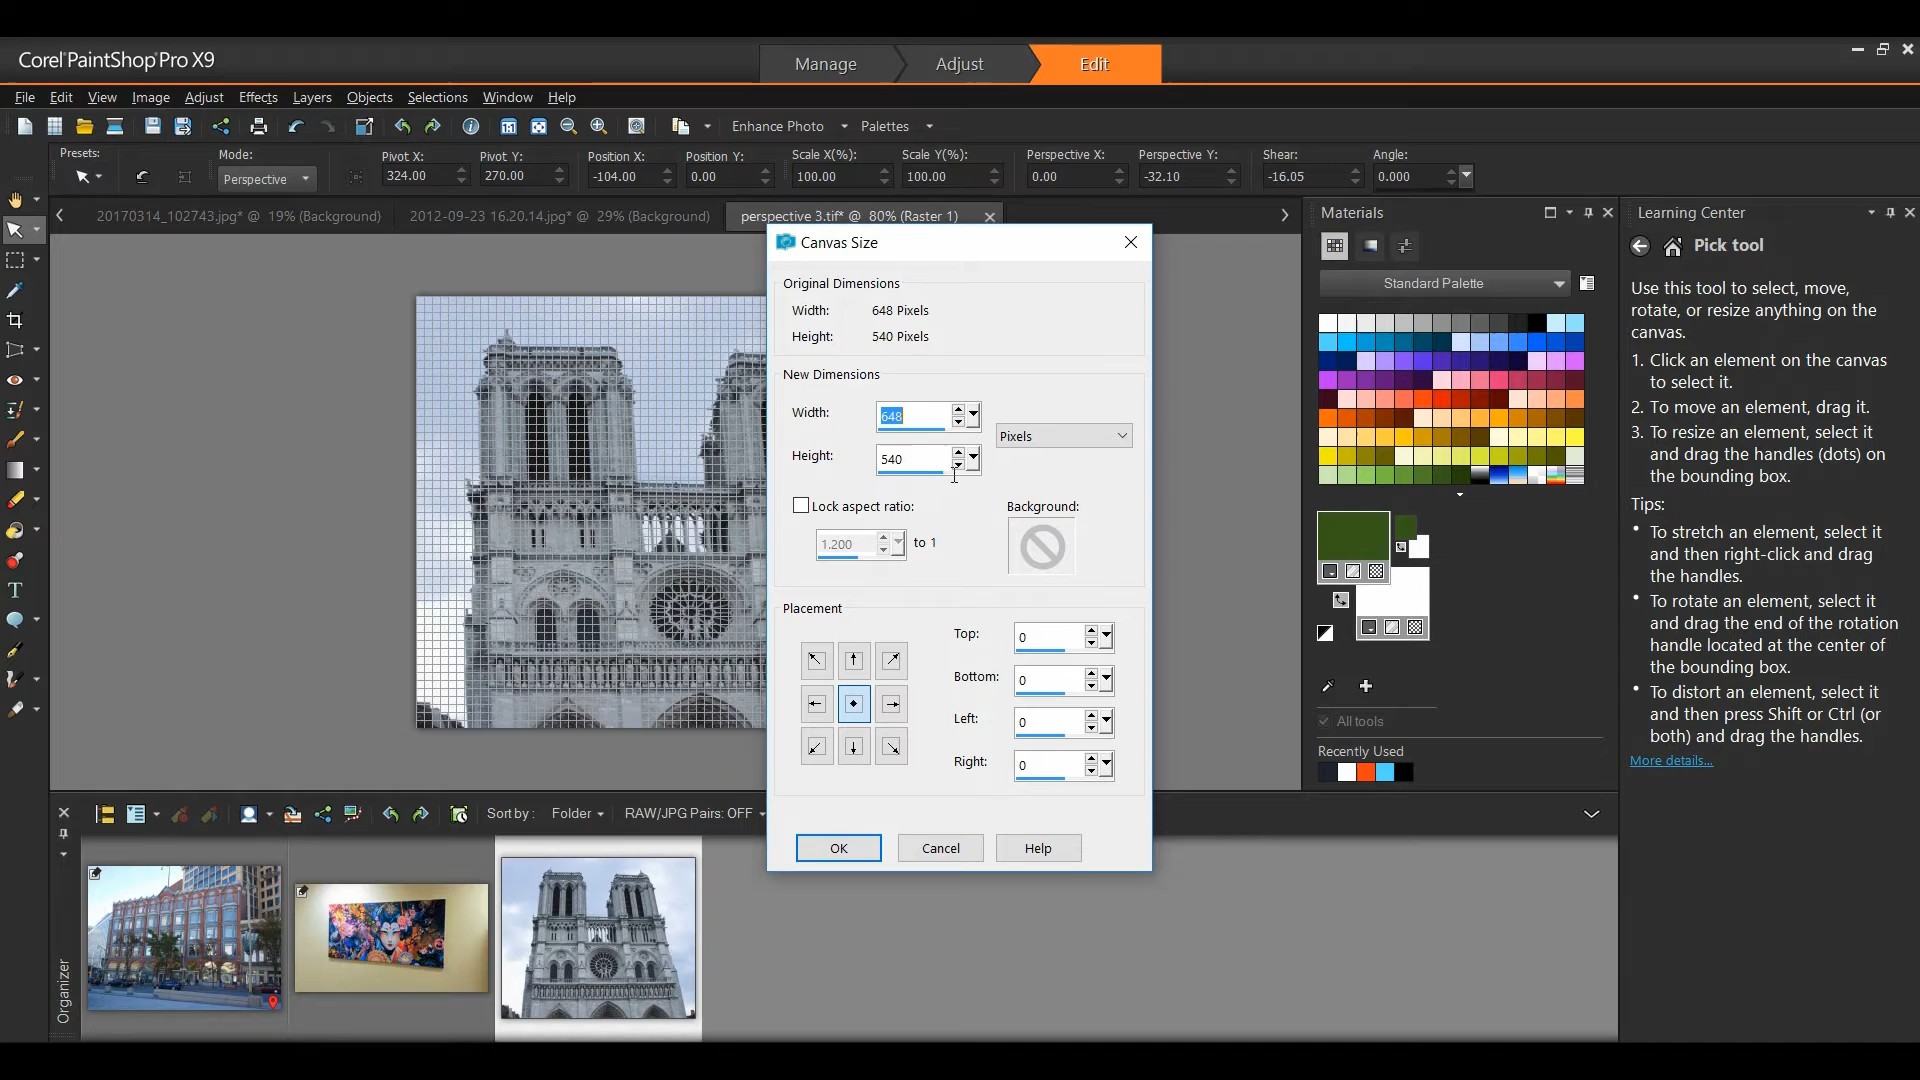 Corel PaintShop Pro X9
Manage Adjust Edit
File Edit View Image Adjust Effects Layers Objects Selections Window Help
Enhance Photo Palettes
Presets: Mode: Pivot X: Pivot Y: Position X: Position Y: Scale X(%): Scale Y(%): Perspective X: Perspective Y: Shear: Angle:
Perspective 324.00 270.00 -104.00 0.00 100.00 100.00 0.00 -32.10 -16.05 0.000
20170314_102743.jpg* @ 19% (Background) 2012-09-23 16.20.14.jpg* @ 29% (Background) perspective 3.tif* @ 80% (Raster 1)
Canvas Size
Original Dimensions
Width: 648 Pixels
Height: 540 Pixels
New Dimensions
Width: 648
Pixels
Height: 540
Lock aspect ratio:
1.200 to 1
Background:
Placement
Top: 0
Bottom: 0
Left: 0
Right: 0
OK Cancel Help
Materials
Standard Palette
All tools
Recently Used
Learning Center
Pick tool
Use this tool to select, move,
rotate, or resize anything on the
canvas.
1. Click an element on the canvas
to select it.
2. To move an element, drag it.
3. To resize an element, select it
and drag the handles (dots) on
the bounding box.
Tips:
• To stretch an element, select it
and then right-click and drag
the handles.
• To rotate an element, select it
and drag the end of the rotation
handle located at the center of
the bounding box.
• To distort an element, select it
and then press Shift or Ctrl (or
both) and drag the handles.
More details...
Sort by : Folder RAW/JPG Pairs: OFF
Organizer